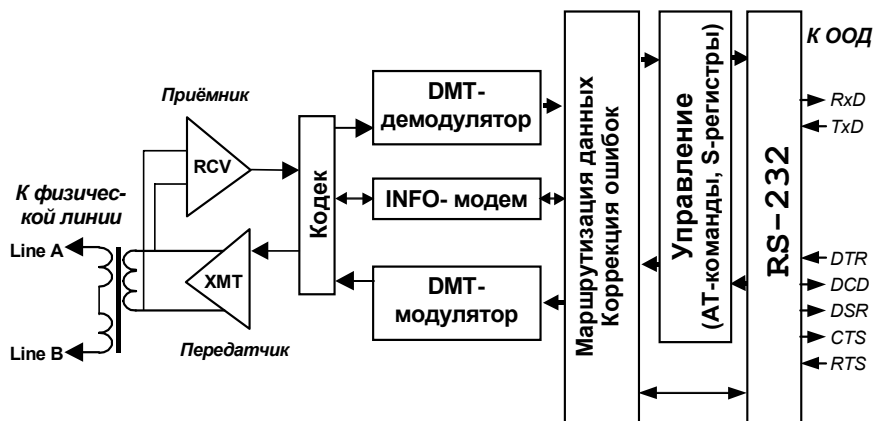 Приёмник
RCV
К физичес-
кой линии
Line A
Line B
XMT
Передатчик
Кодек
DMT-
демодулятор
INFO- модем
DMT-
модулятор
Маршрутизация данных
Коррекция ошибок
Управление
(AT-команды, S-регистры)
RS-232
К ООД
RxD
TxD
DTR
DCD
DSR
CTS
RTS